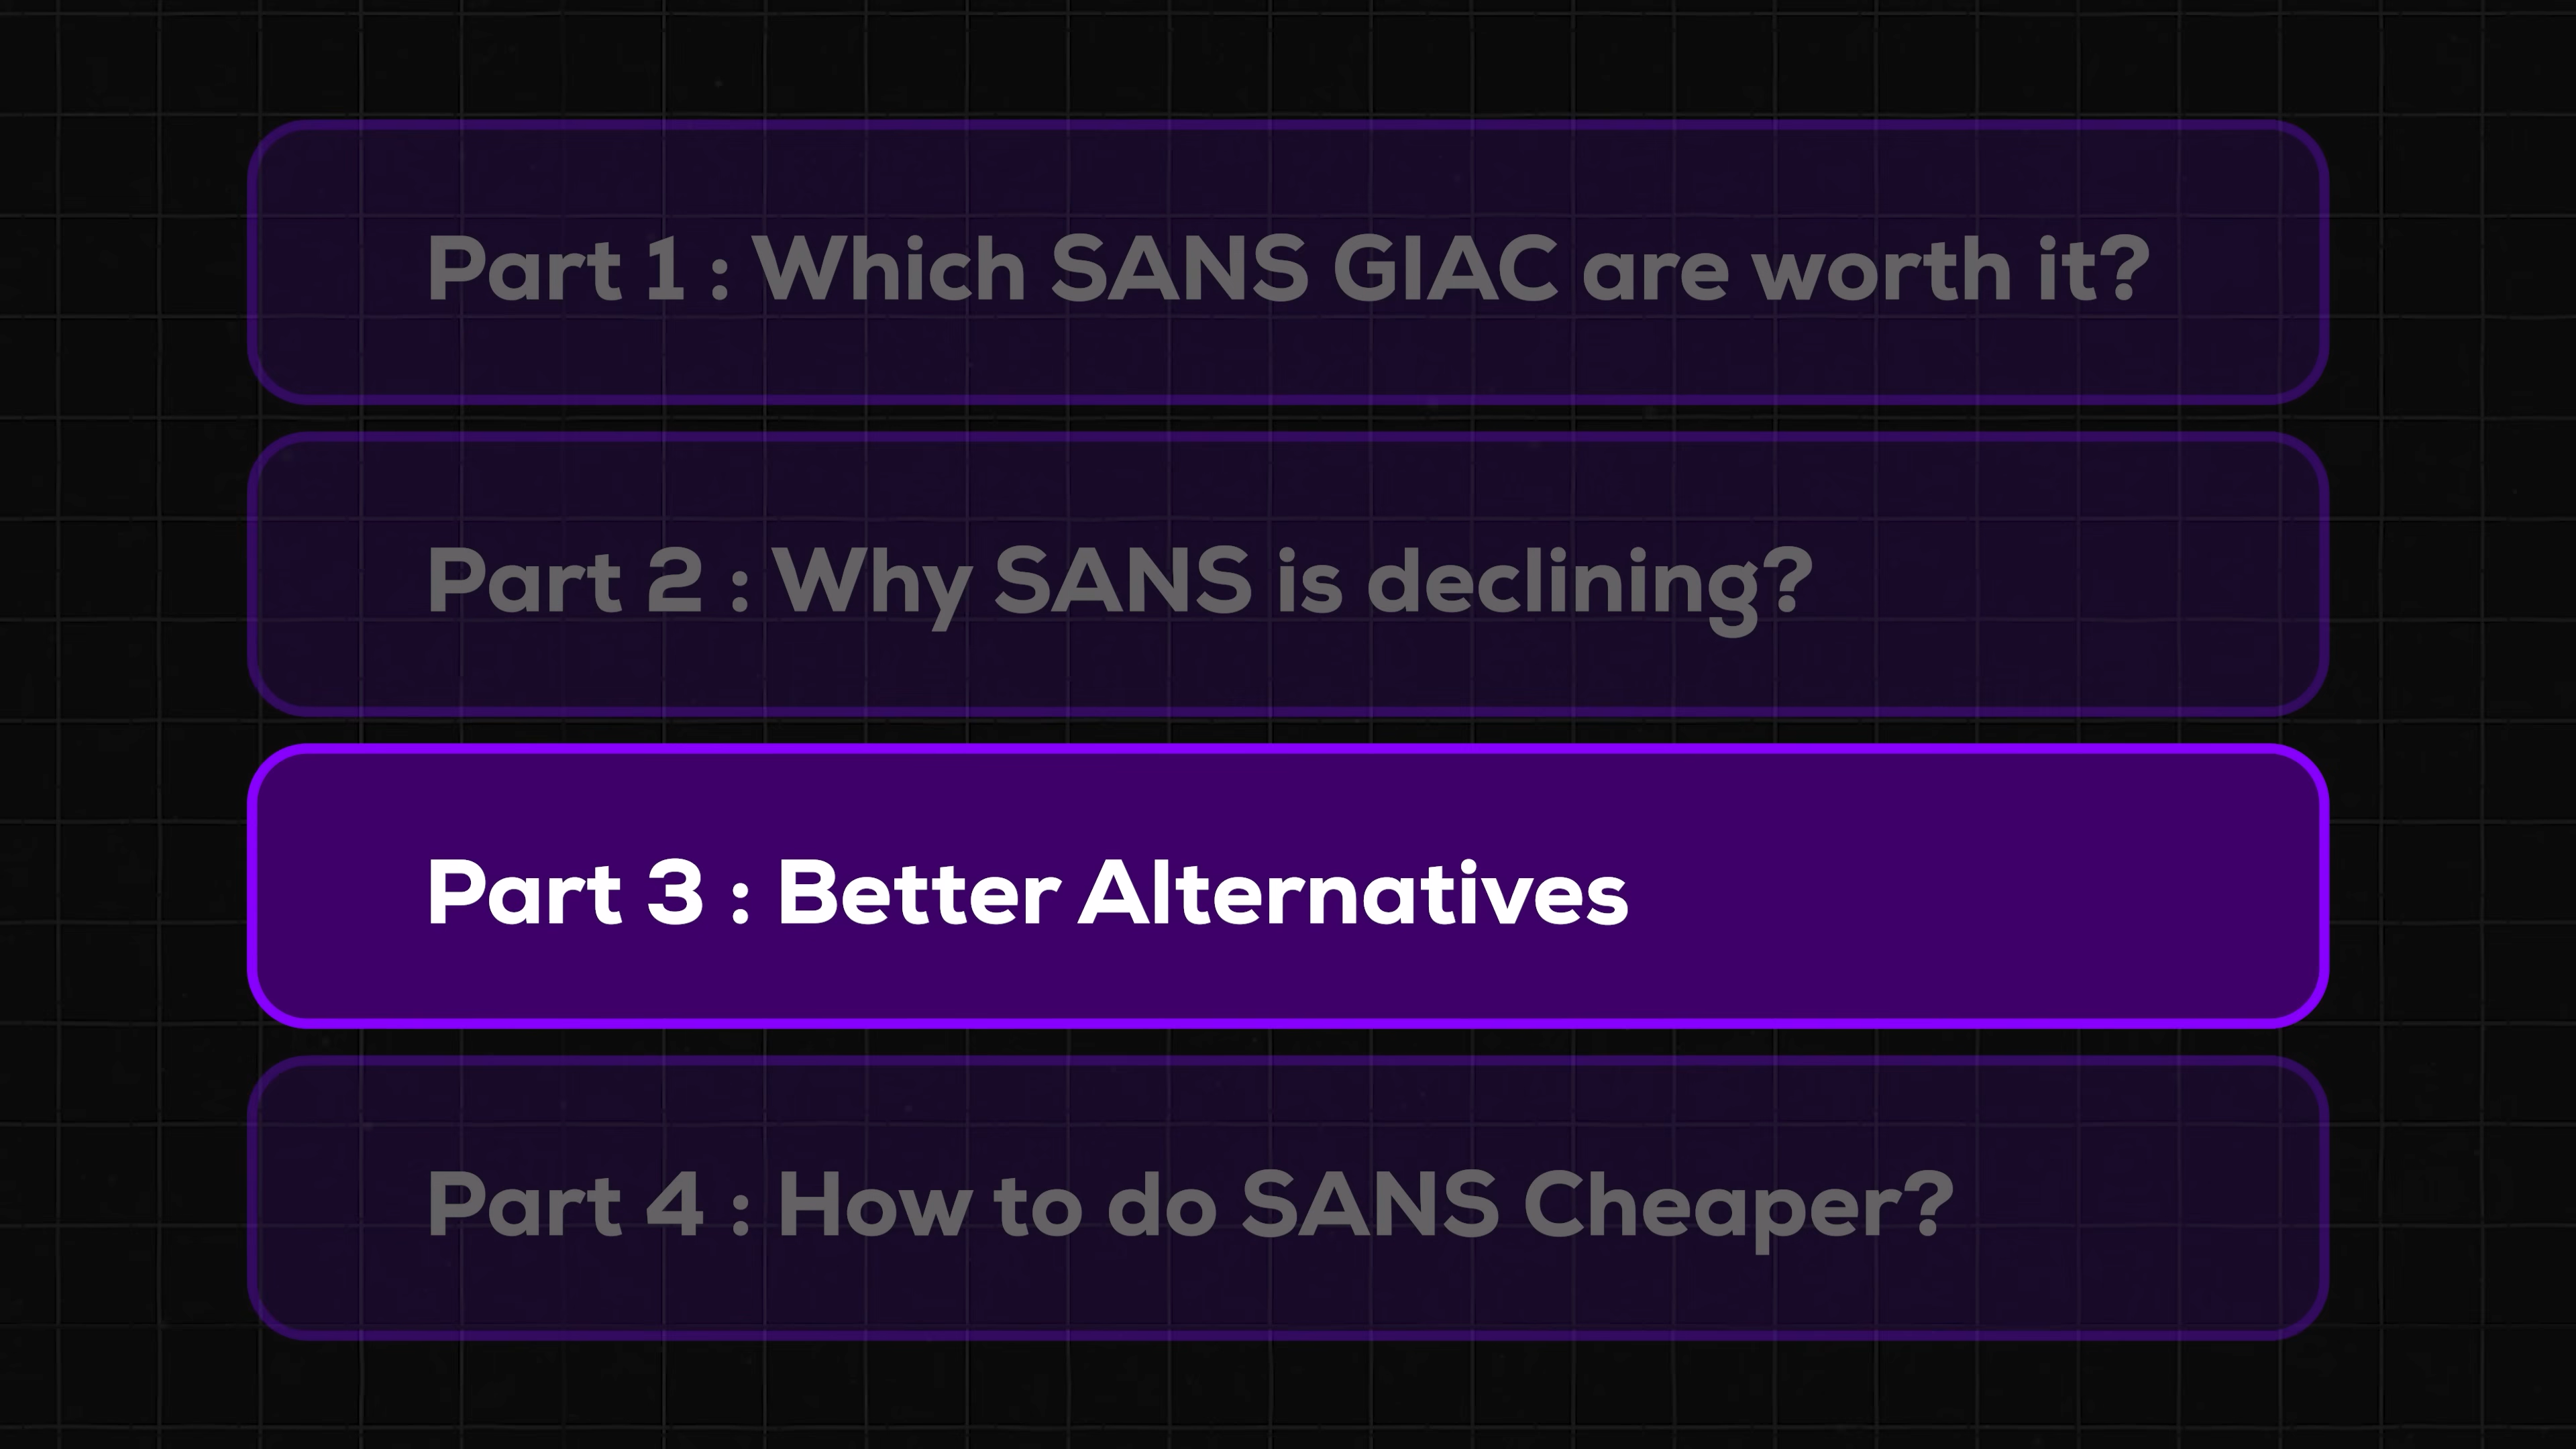 Part 1 : Which SANS GIAC are worth it?
Part 2 : Why SANS is declining?
Part 3 : Better Alternatives
Part 4 : How to do SANS Cheaper?